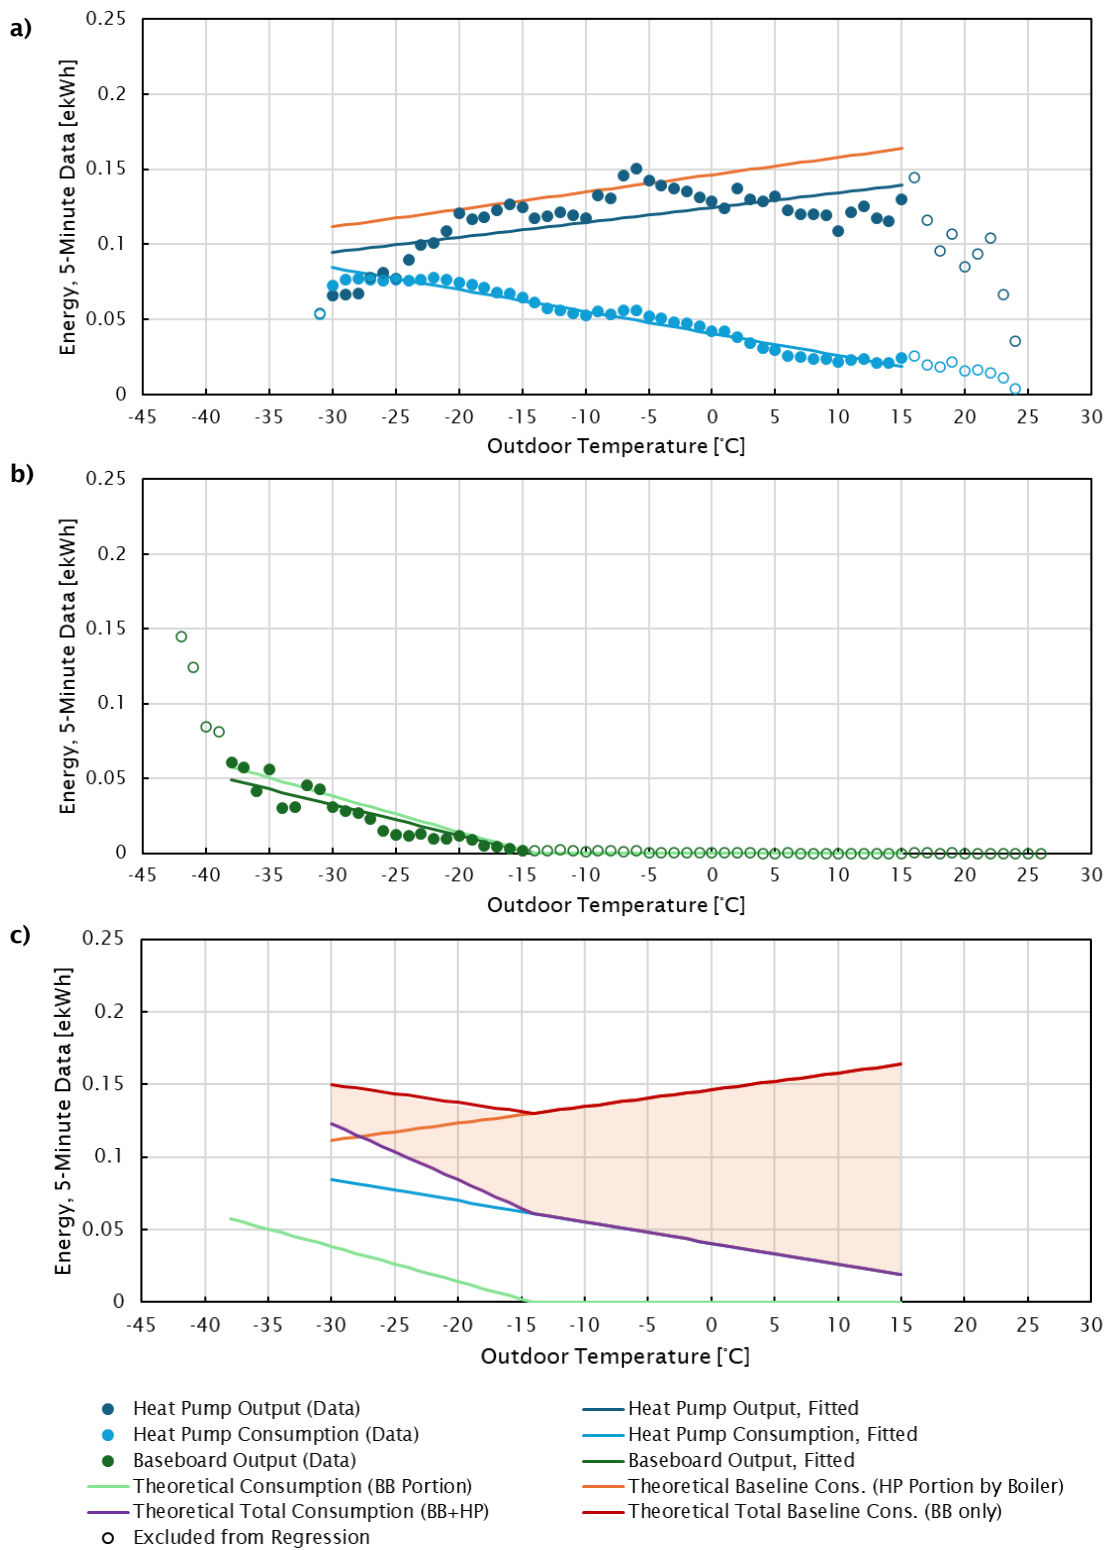 a)
Energy, 5-Minute Data [ekWh]
0.25
0.2
0.15
0.1
0.05
0
-45 -40 -35 -30 -25 -20 -15 -10 -5 0 5 10 15 20 25 30
Outdoor Temperature [˚C]
b)
Energy, 5-Minute Data [ekWh]
0.25
0.2
0.15
0.1
0.05
0
-45 -40 -35 -30 -25 -20 -15 -10 -5 0 5 10 15 20 25 30
Outdoor Temperature [˚C]
c)
Energy, 5-Minute Data [ekWh]
0.25
0.2
0.15
0.1
0.05
0
-45 -40 -35 -30 -25 -20 -15 -10 -5 0 5 10 15 20 25 30
Outdoor Temperature [˚C]
Heat Pump Output (Data) Heat Pump Output, Fitted
Heat Pump Consumption (Data) Heat Pump Consumption, Fitted
Baseboard Output (Data) Baseboard Output, Fitted
Theoretical Consumption (BB Portion) Theoretical Baseline Cons. (HP Portion by Boiler)
Theoretical Total Consumption (BB+HP) Theoretical Total Baseline Cons. (BB only)
Excluded from Regression